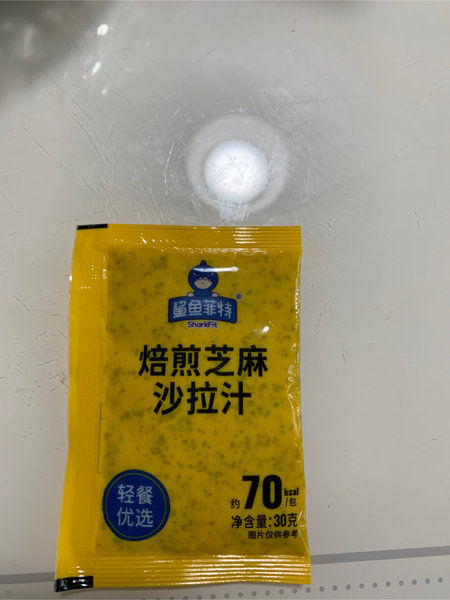 鲨鱼菲特®
SharkFit
焙煎芝麻
沙拉汁
轻餐
优选
约70kcal/包
净含量:30克
图片仅供参考